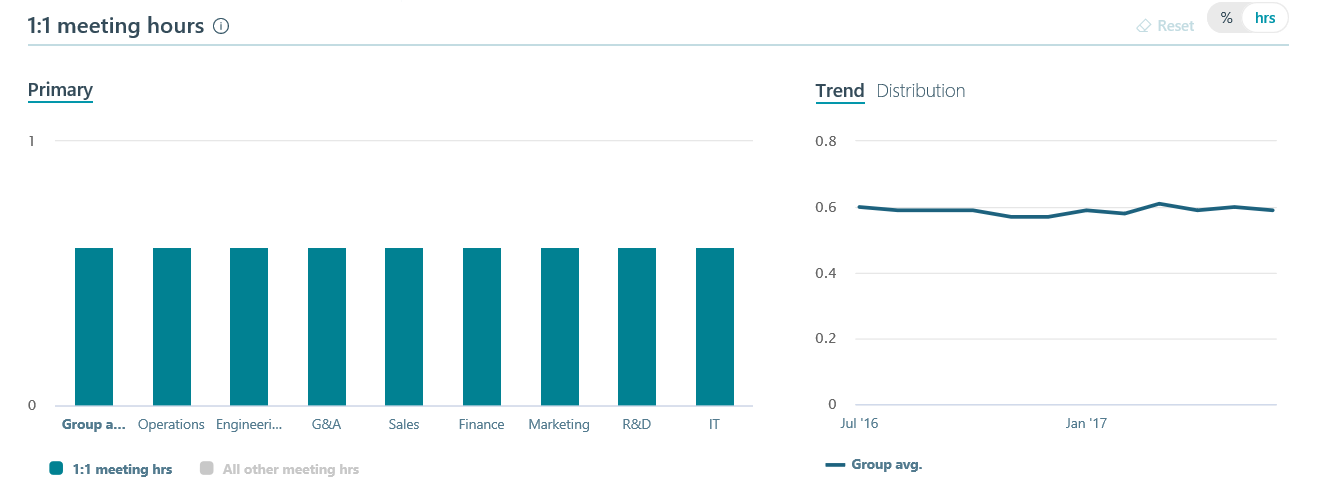 1:1 meeting hours
Reset
% hrs
Primary
Trend Distribution
1
0
Group a... Operations Engineeri... G&A Sales Finance Marketing R&D IT
1:1 meeting hrs All other meeting hrs
0.8
0.6
0.4
0.2
0
Jul '16 Jan '17
Group avg.